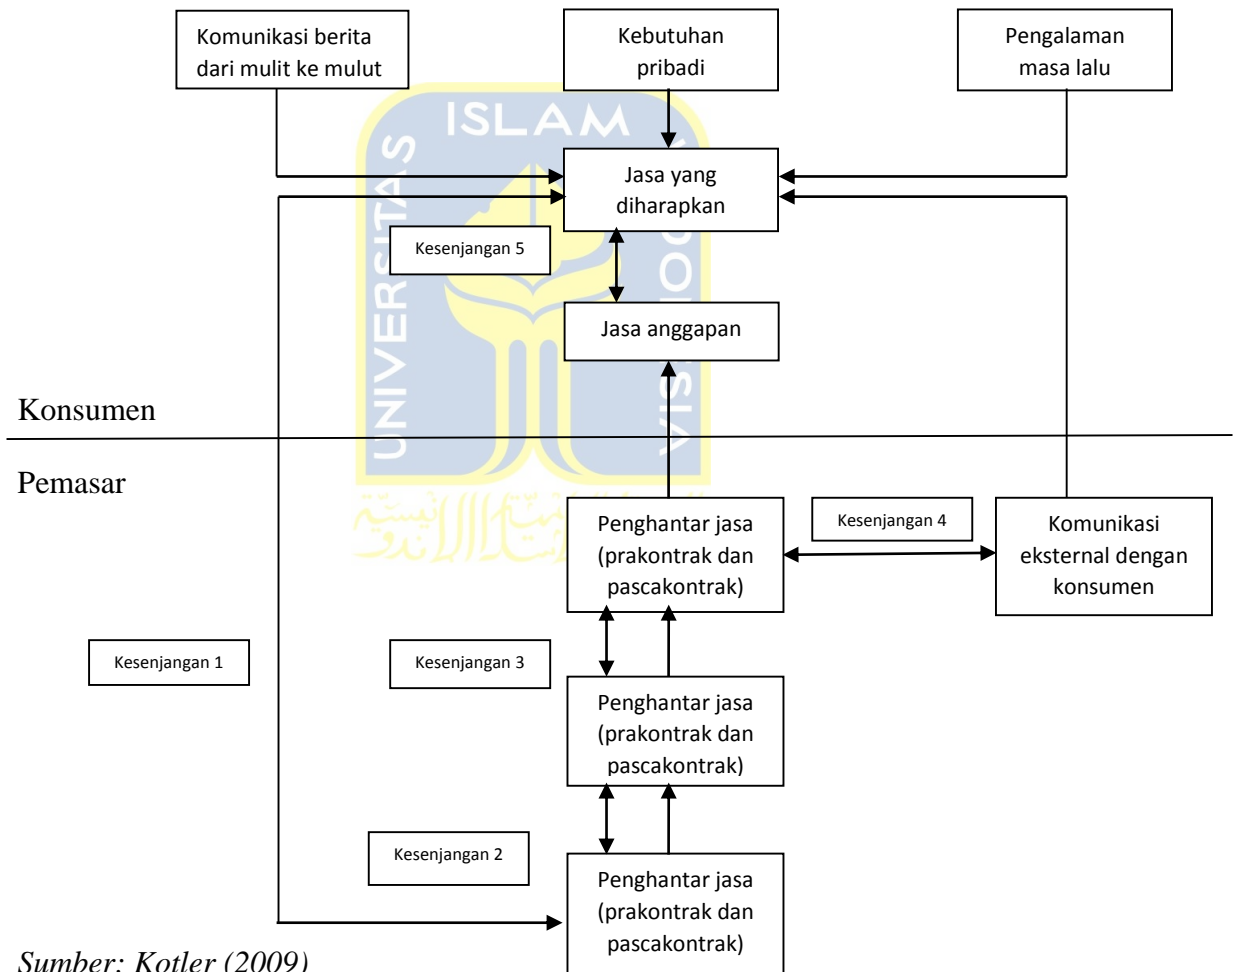 Komunikasi berita
dari mulit ke mulut
Kebutuhan
pribadi
Pengalaman
masa lalu
UNIVERSITAS
ISLAM
Jasa yang
diharapkan
Kesenjangan 5
Jasa anggapan
Konsumen
Pemasar
Penghantar jasa
(prakontrak dan
pascakontrak)
Kesenjangan 4
Komunikasi
eksternal dengan
konsumen
Kesenjangan 1
Kesenjangan 3
Penghantar jasa
(prakontrak dan
pascakontrak)
Kesenjangan 2
Penghantar jasa
(prakontrak dan
pascakontrak)
Sumber: Kotler (2009)